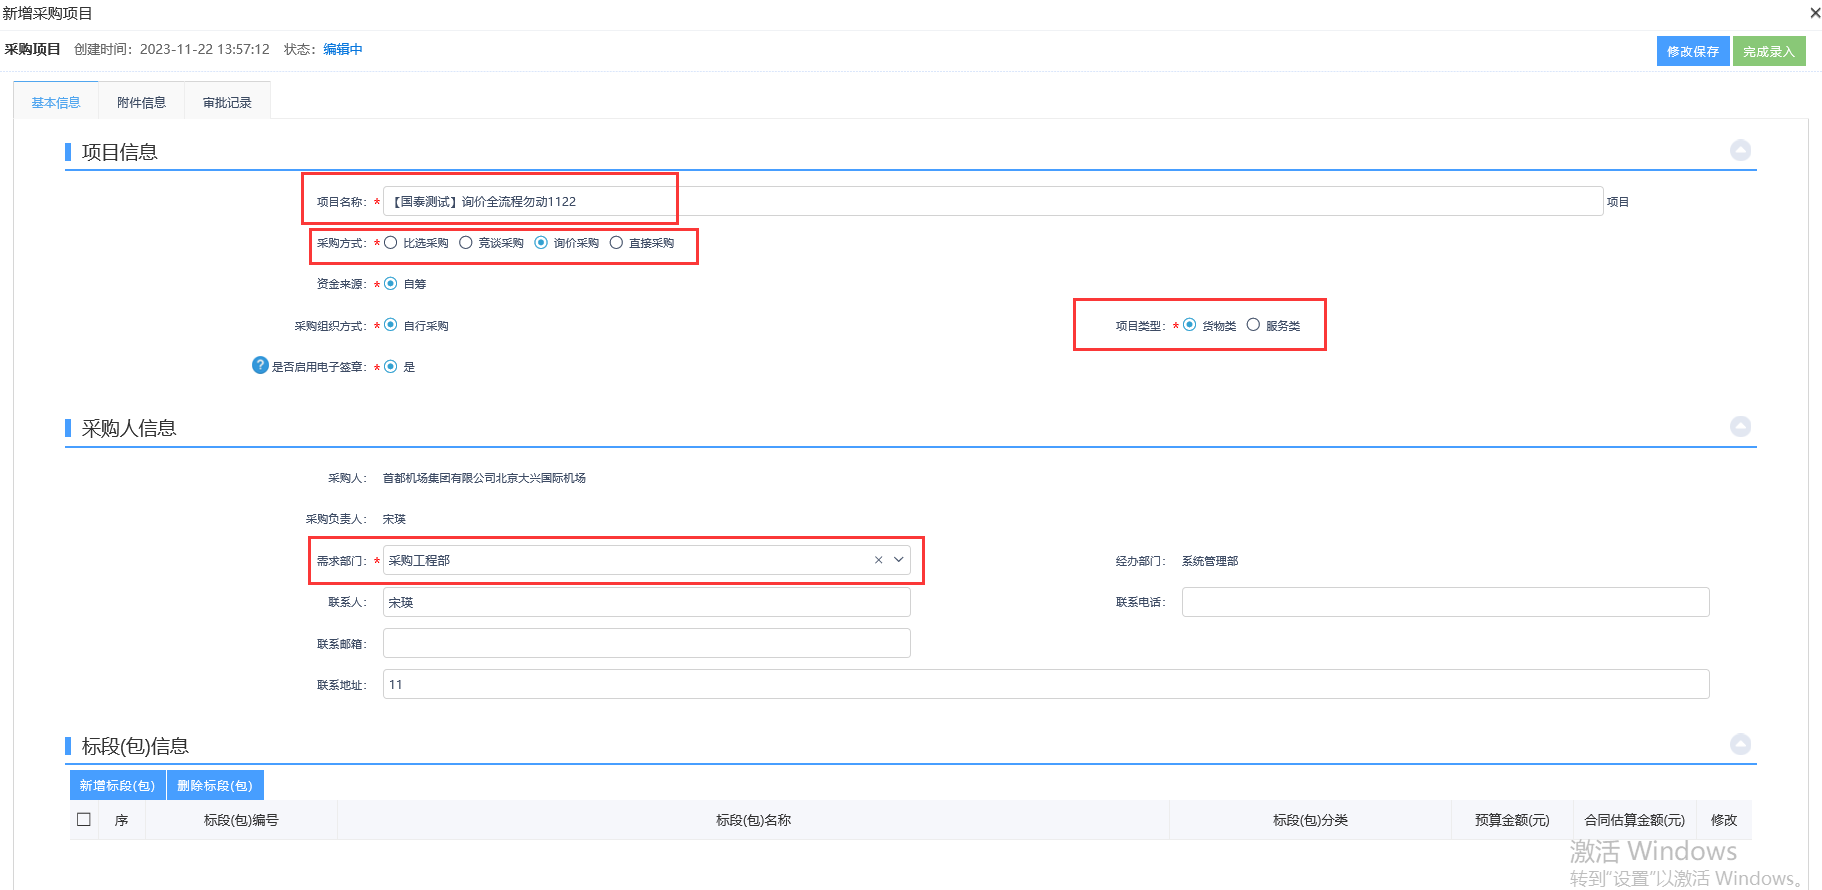 新增采购项目
采购项目 创建时间：2023-11-22 13:57:12 状态：编辑中
修改保存 完成录入
基本信息 附件信息 审批记录
项目信息
项目名称：* 【国泰测试】询价全流程勿动1122 项目
采购方式：* 比选采购 竞谈采购 询价采购 直接采购
资金来源：* 自筹
采购组织方式：* 自行采购 项目类型：* 货物类 服务类
? 是否启用电子签章：* 是
采购人信息
采购人： 首都机场集团有限公司北京大兴国际机场
采购负责人： 宋瑛
需求部门：* 采购工程部 经办部门： 系统管理部
联系人： 宋瑛 联系电话：
联系邮箱：
联系地址： 11
标段(包)信息
新增标段(包) 删除标段(包)
序 标段(包)编号 标段(包)名称 标段(包)分类 预算金额(元) 合同估算金额(元) 修改
激活 Windows
转到"设置"以激活 Windows。